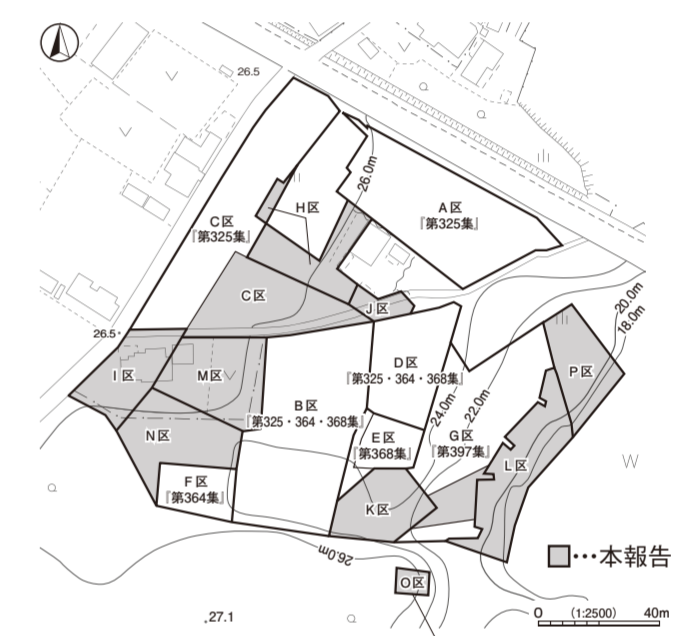 26.5
26.0m
A区
『第325集』
H区
C区
『第325集』
C区
J区
20.0m
18.0m
26.5
I区
M区
D区
『第325・364・368集』
P区
B区
『第325・364・368集』
24.0m
22.0m
N区
E区
『第368集』
G区
『第397集』
L区
F区
『第364集』
K区
26.0m
…本報告
O区
27.1
0 (1:2500) 40m